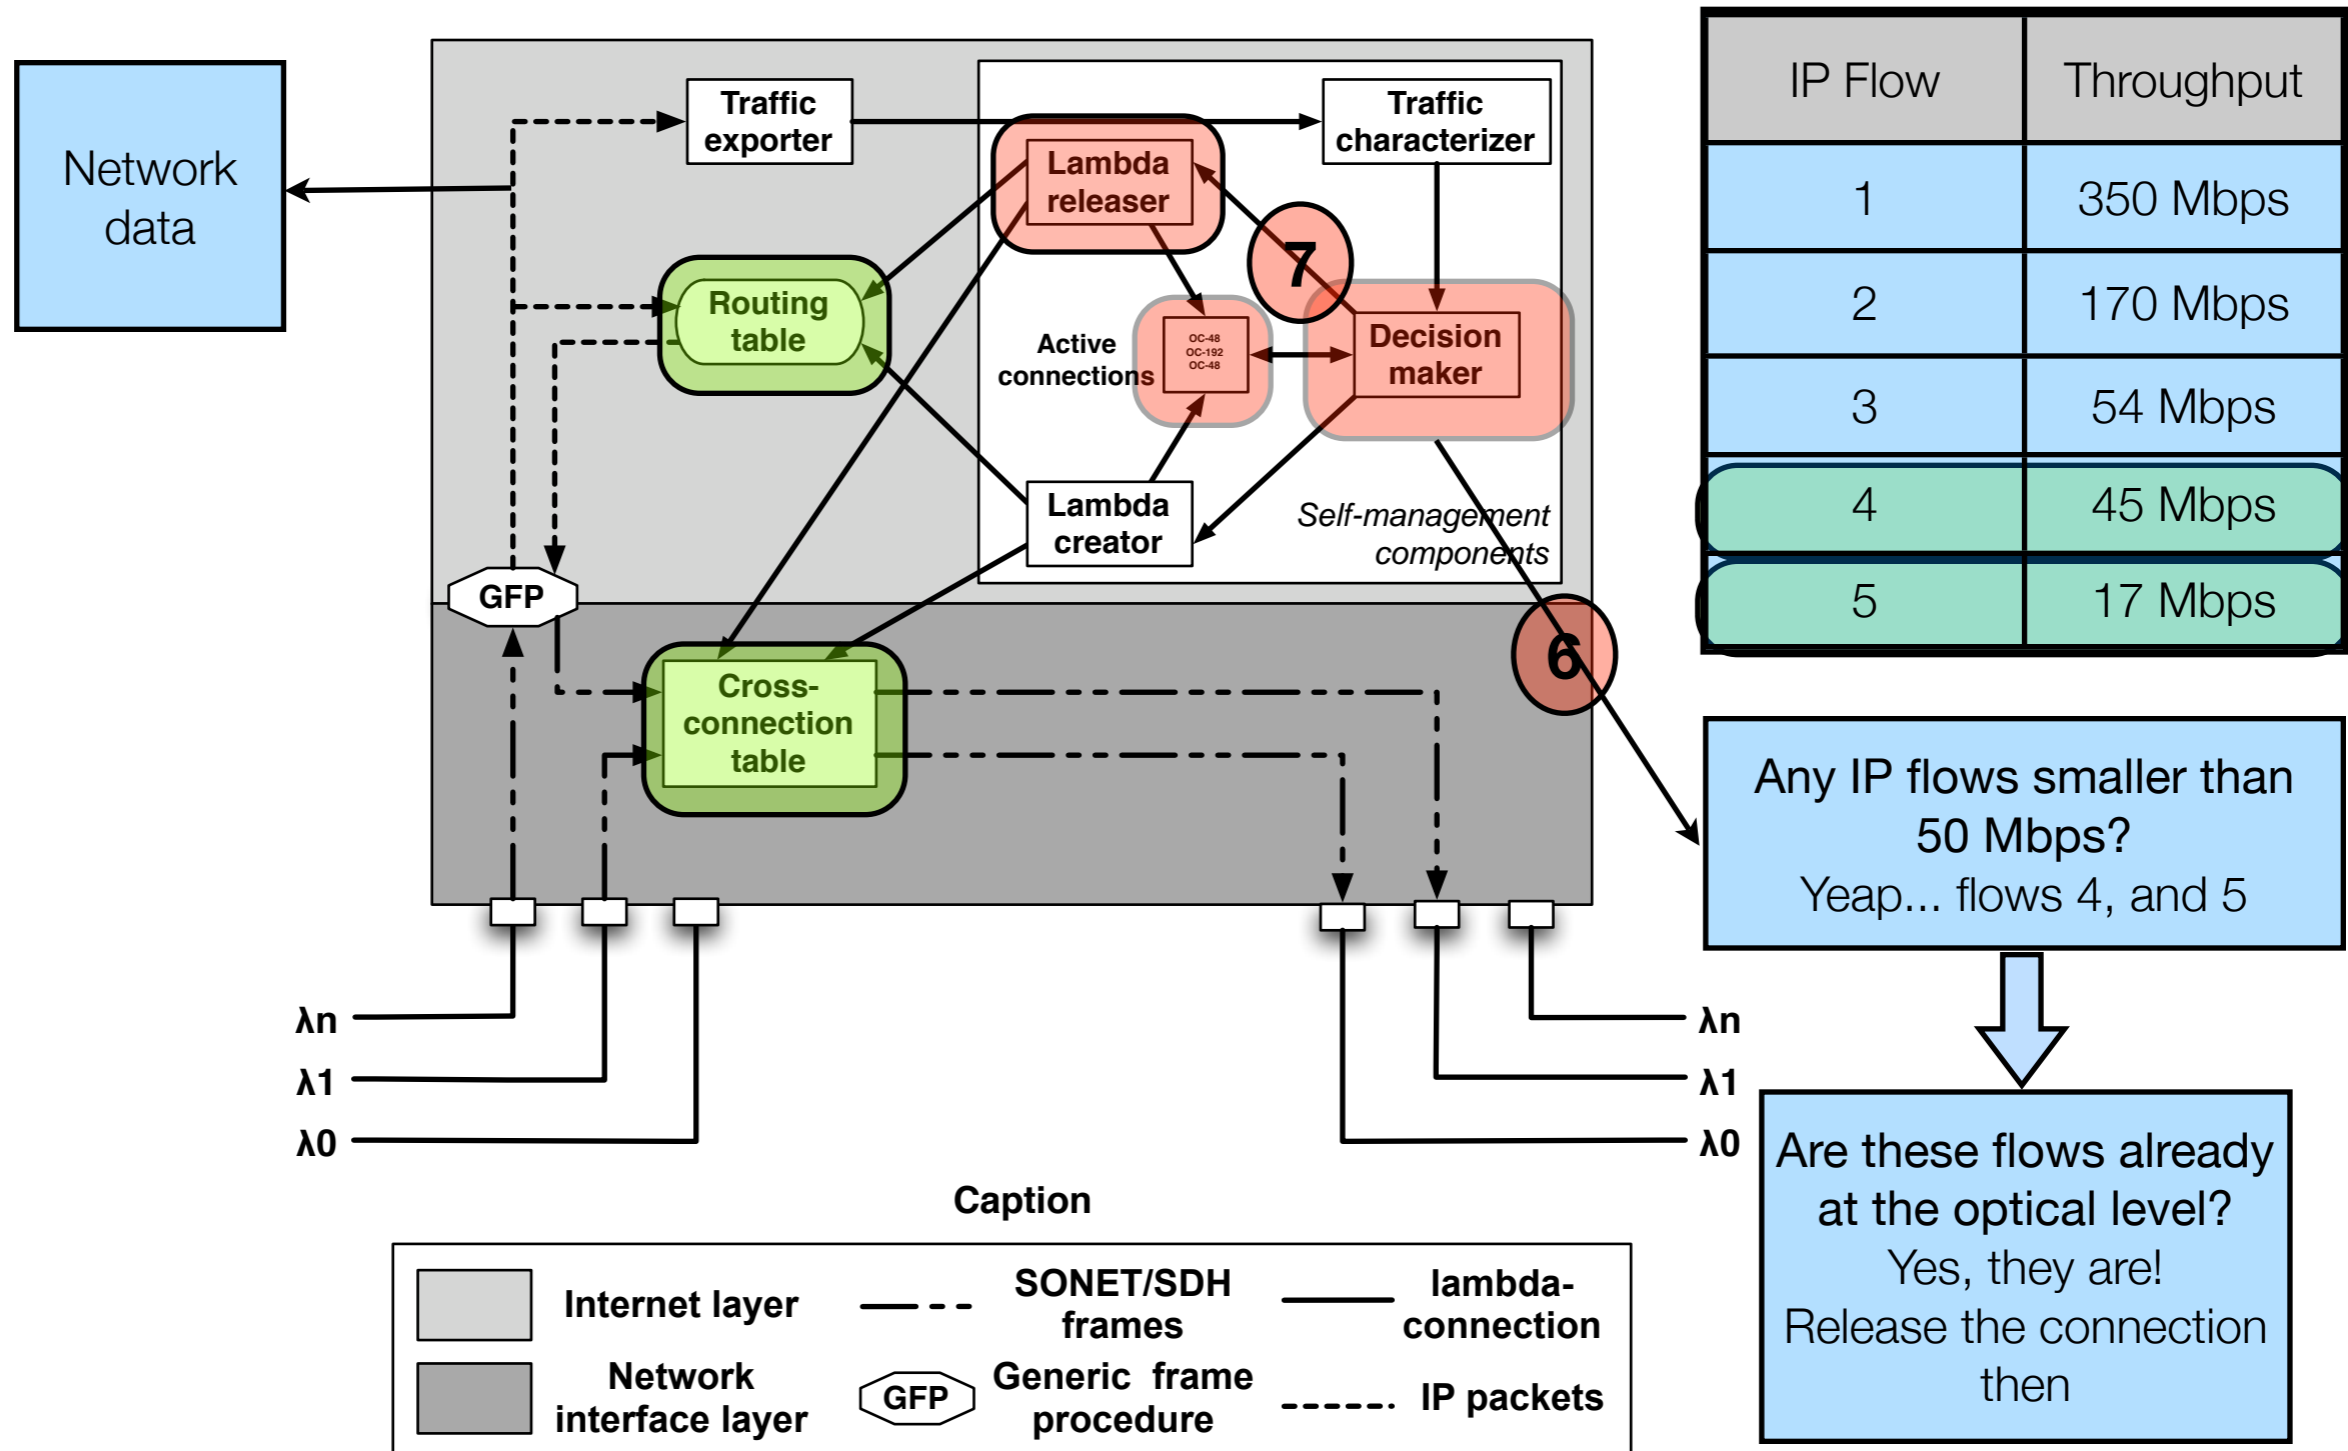 Network
data
Traffic
exporter
Traffic
characterizer
Lambda
releaser
7
Routing
table
Active
connections
OC-48
OC-192
OC-48
Decision
maker
Lambda
creator
Self-management
components
GFP
6
Cross-
connection
table
λn
λ1
λ0
λn
λ1
λ0
IP Flow Throughput
1 350 Mbps
2 170 Mbps
3 54 Mbps
4 45 Mbps
5 17 Mbps
Any IP flows smaller than
50 Mbps?
Yeap... flows 4, and 5
Are these flows already
at the optical level?
Yes, they are!
Release the connection
then
Caption
Internet layer
SONET/SDH
frames
lambda-
connection
Network
interface layer
GFP
Generic frame
procedure
IP packets